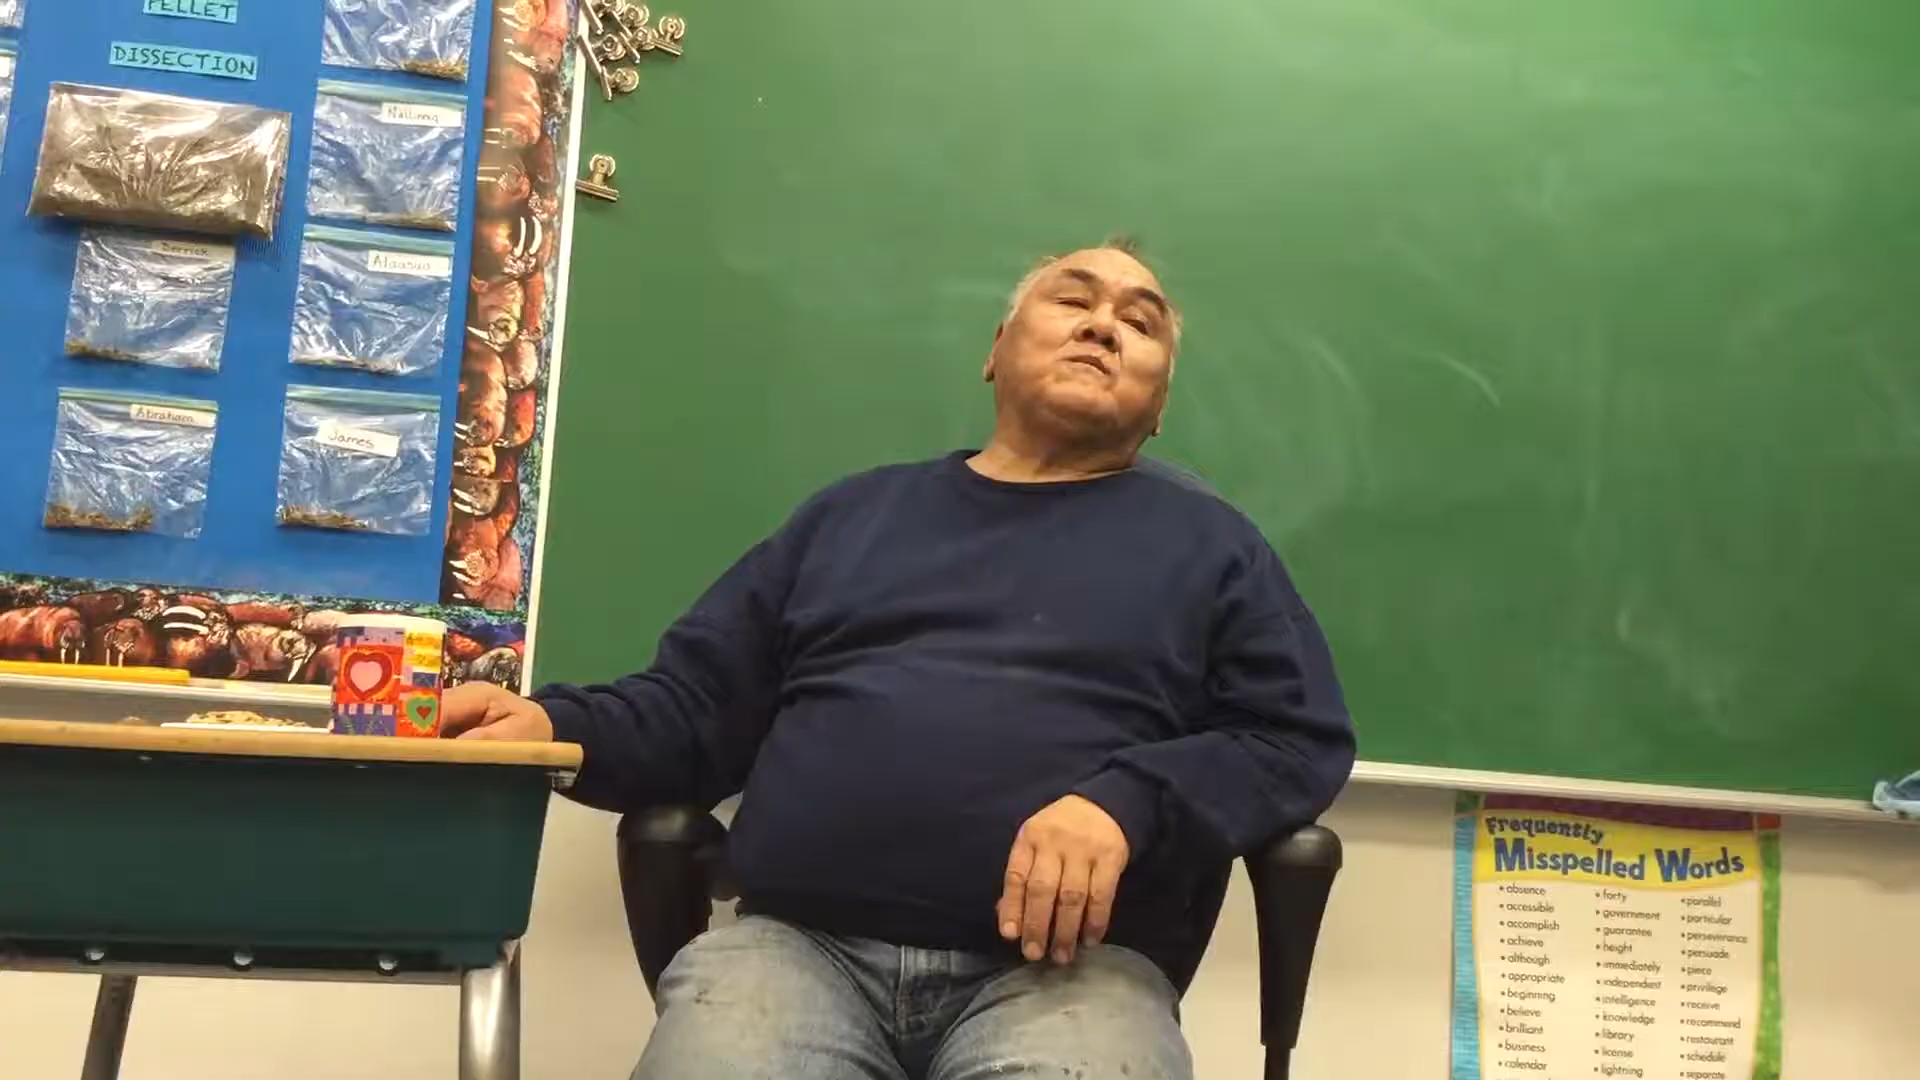 PELLET
DISSECTION
Nallinniq
Derrick
Alaasua
Abraham
James
Frequently
Misspelled Words
• absence
• accessible
• accomplish
• achieve
• although
• appropriate
• beginning
• believe
• brilliant
• business
• calendar
• forty
• government
• guarantee
• height
• immediately
• independent
• intelligence
• knowledge
• library
• license
• lightning
• parallel
• particular
• perseverance
• persuade
• piece
• privilege
• receive
• recommend
• restaurant
• schedule
• separate